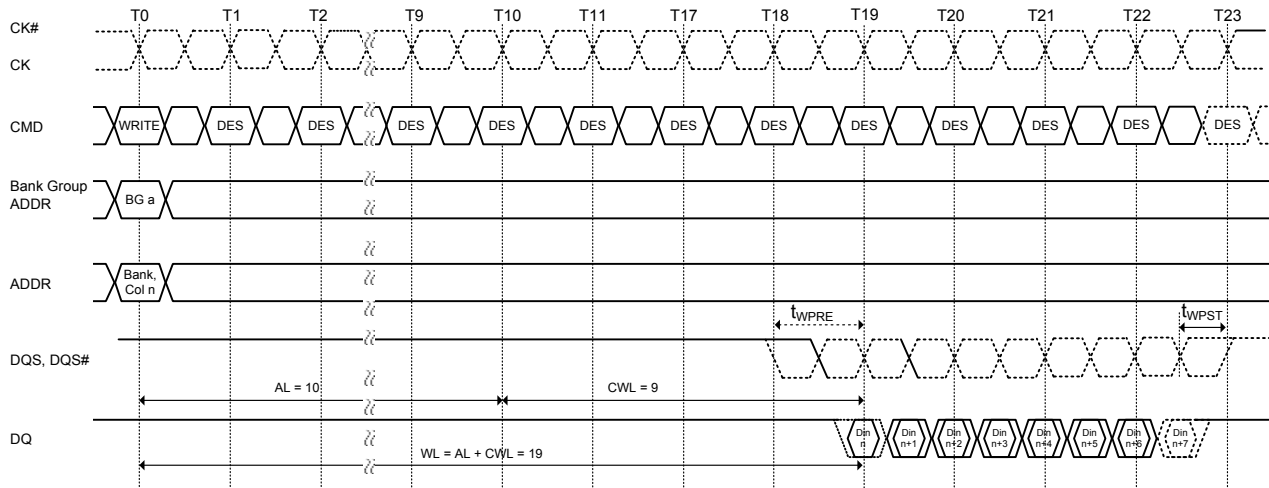 T0 T1 T2 T9 T10 T11 T17 T18 T19 T20 T21 T22 T23
CK#
CK
CMD WRITE DES DES DES DES DES DES DES DES DES DES DES DES
Bank Group
ADDR
BG a
ADDR
Bank,
Col n
tWPRE
tWPST
DQS, DQS#
AL = 10 CWL = 9
DQ
Din
n
Din
n+1
Din
n+2
Din
n+3
Din
n+4
Din
n+5
Din
n+6
Din
n+7
WL = AL + CWL = 19